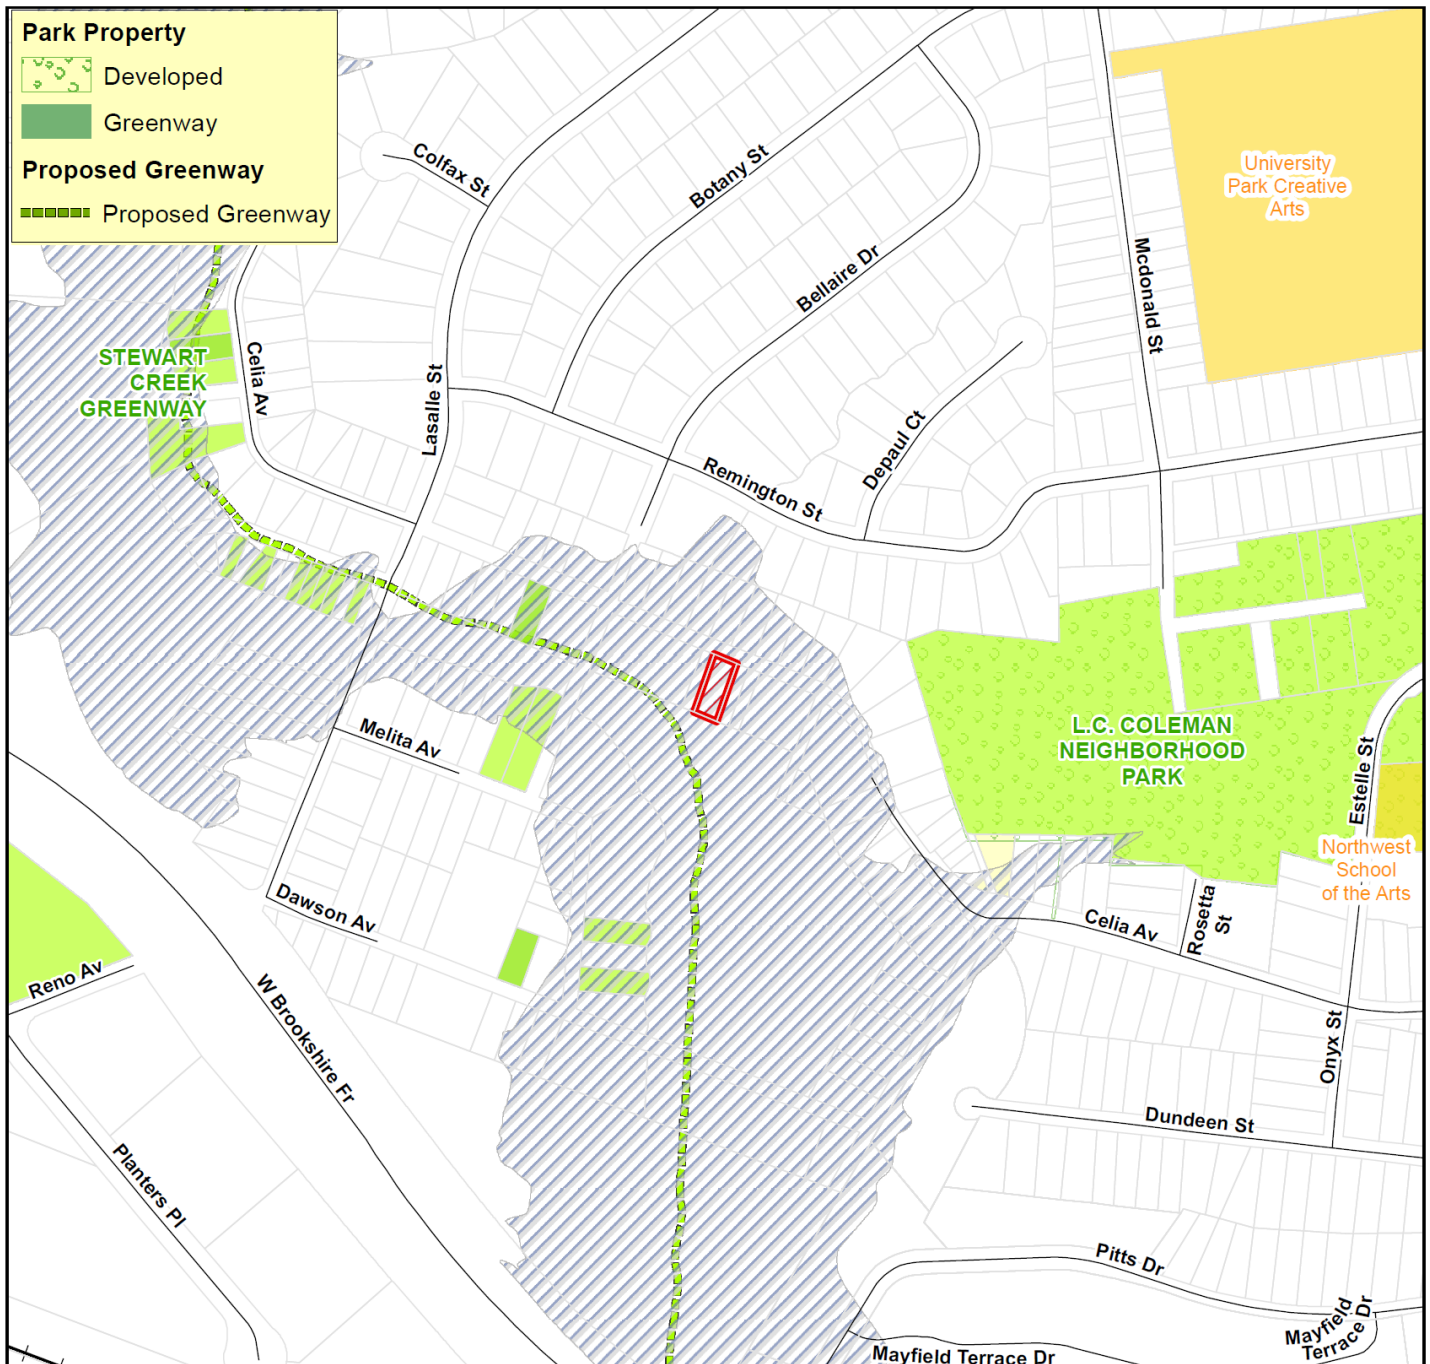 Park Property
Developed
Greenway
Proposed Greenway
Proposed Greenway
Colfax St
Botany St
University
Park Creative
Arts
Bellaire Dr
Mcdonald St
STEWART
CREEK
GREENWAY
Celia Av
Lasalle St
Depaul Ct
Remington St
Melita Av
L.C. COLEMAN
NEIGHBORHOOD
PARK
Estelle St
Northwest
School
of the Arts
Dawson Av
Celia Av
Rosetta
St
Reno Av
W Brookshire Fr
Onyx St
Dundeen St
Planters Pl
Pitts Dr
Mayfield
Terrace Dr
Mayfield Terrace Dr